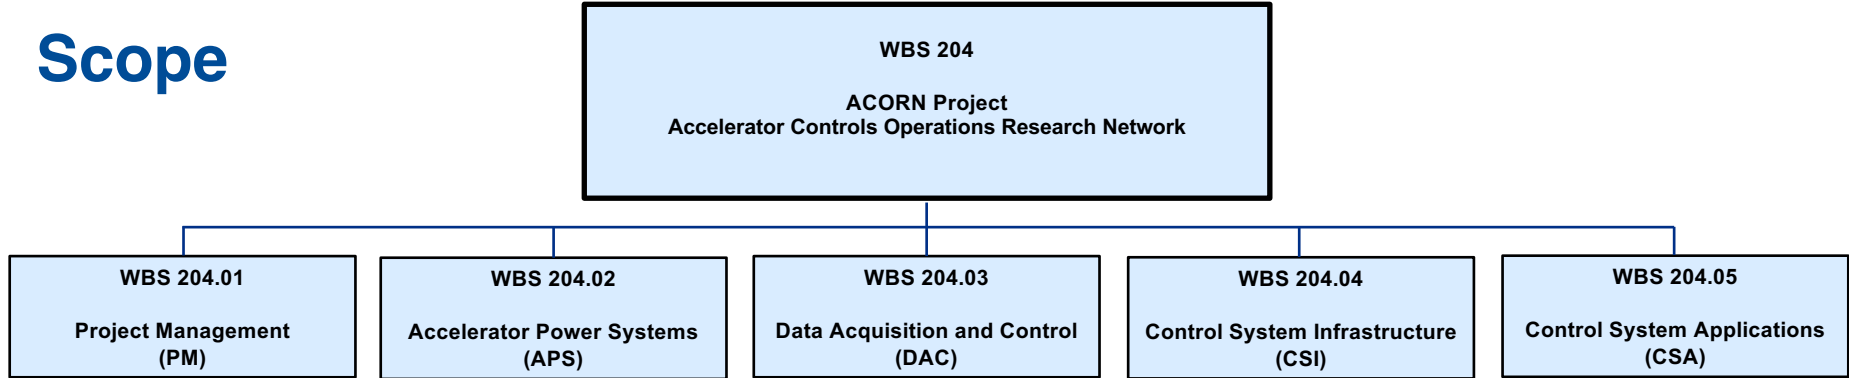 Scope
WBS 204
ACORN Project
Accelerator Controls Operations Research Network
WBS 204.01
Project Management
(PM)
WBS 204.02
Accelerator Power Systems
(APS)
WBS 204.03
Data Acquisition and Control
(DAC)
WBS 204.04
Control System Infrastructure
(CSI)
WBS 204.05
Control System Applications
(CSA)